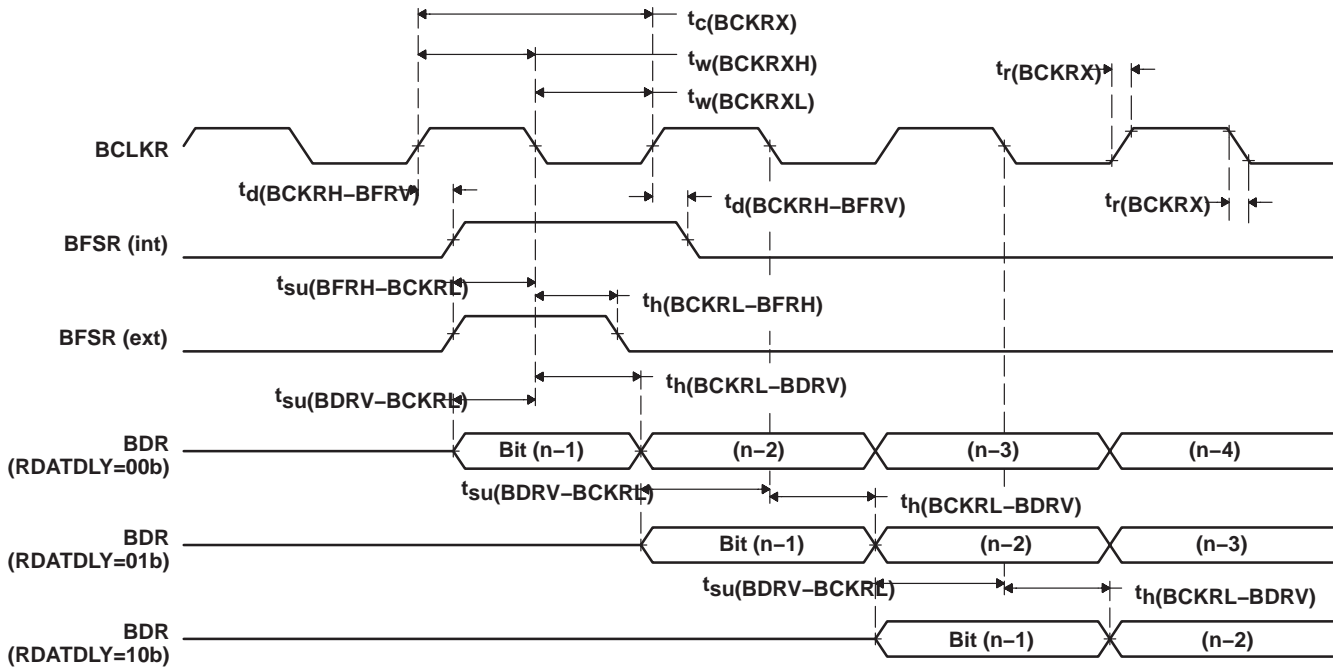 tc(BCKRX)
tw(BCKRXH)
tr(BCKRX)
tw(BCKRXL)
BCLKR
td(BCKRH–BFRV)
td(BCKRH–BFRV)
tr(BCKRX)
BFSR (int)
tsu(BFRH–BCKRL)
th(BCKRL–BFRH)
BFSR (ext)
th(BCKRL–BDRV)
tsu(BDRV–BCKRL)
BDR
(RDATDLY=00b)
Bit (n–1) (n–2) (n–3) (n–4)
tsu(BDRV–BCKRL)
th(BCKRL–BDRV)
BDR
(RDATDLY=01b)
Bit (n–1) (n–2) (n–3)
tsu(BDRV–BCKRL)
th(BCKRL–BDRV)
BDR
(RDATDLY=10b)
Bit (n–1) (n–2)